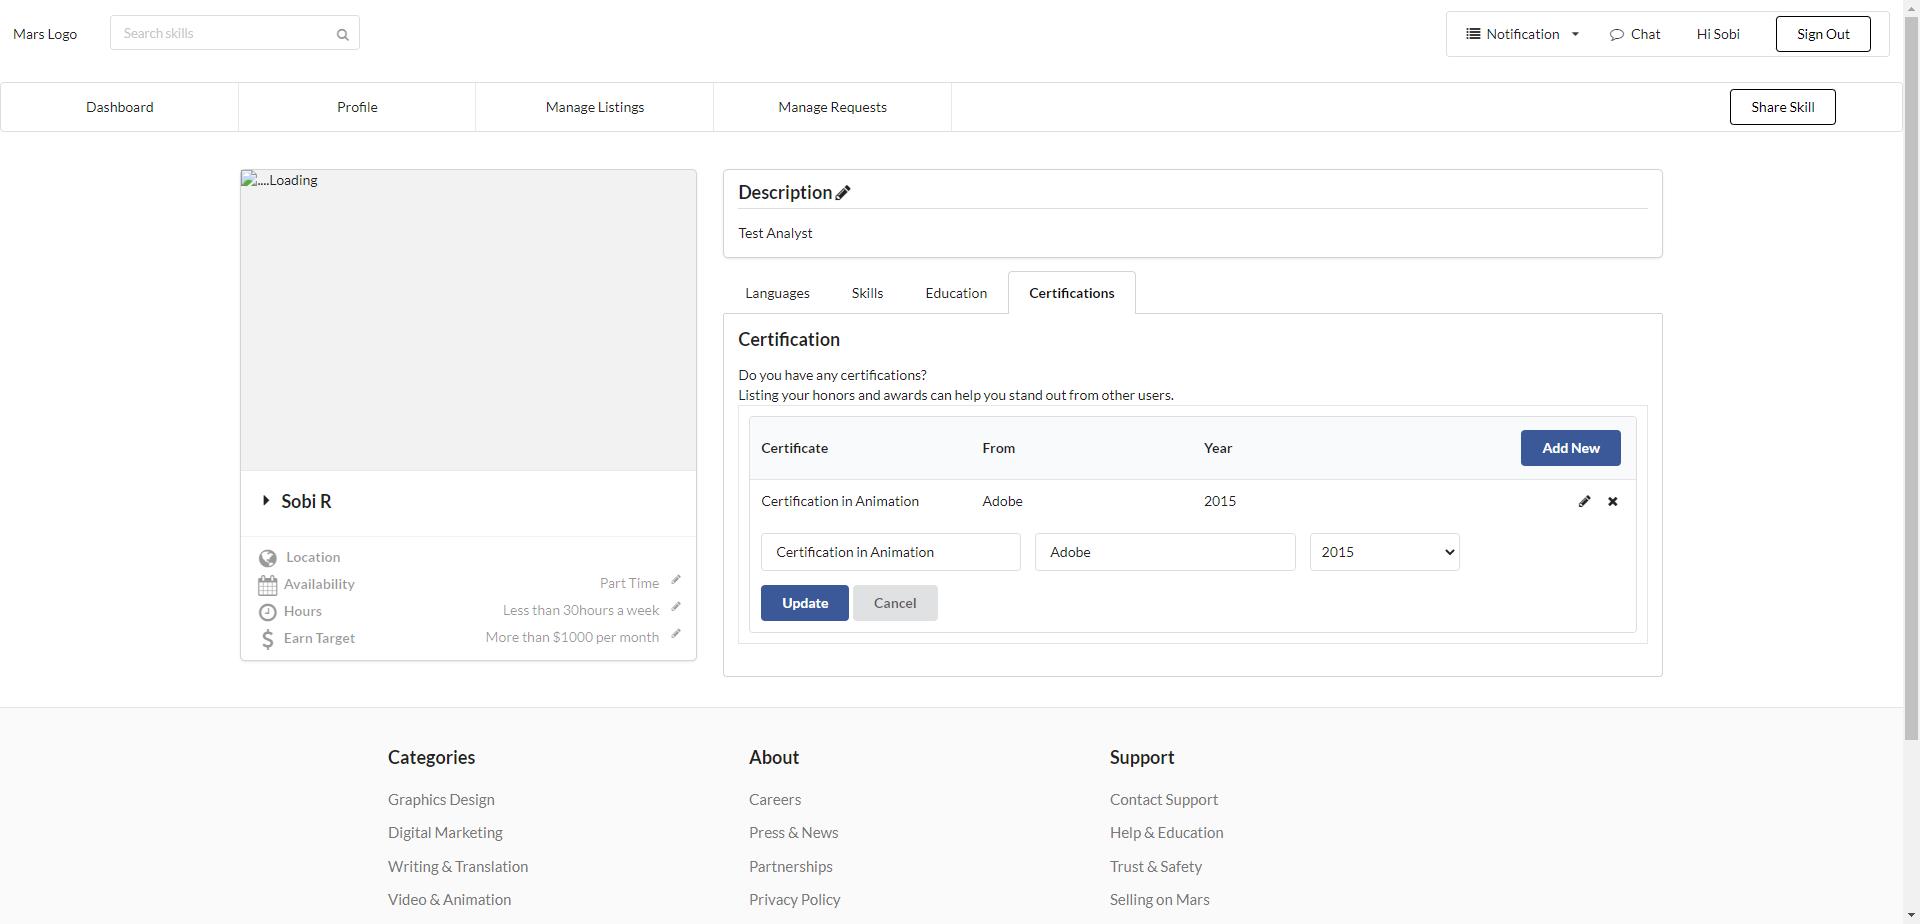 Mars Logo
Search skills
Notification
Chat
Hi Sobi
Sign Out
Dashboard
Profile
Manage Listings
Manage Requests
Share Skill
....Loading
Sobi R
Location
Availability
Part Time
Hours
Less than 30hours a week
Earn Target
More than $1000 per month
Description
Test Analyst
Languages
Skills
Education
Certifications
Certification
Do you have any certifications?
Listing your honors and awards can help you stand out from other users.
Certificate From Year Add New
Certification in Animation Adobe 2015
Certification in Animation Adobe 2015
Update Cancel
Categories
Graphics Design
Digital Marketing
Writing & Translation
Video & Animation
About
Careers
Press & News
Partnerships
Privacy Policy
Support
Contact Support
Help & Education
Trust & Safety
Selling on Mars